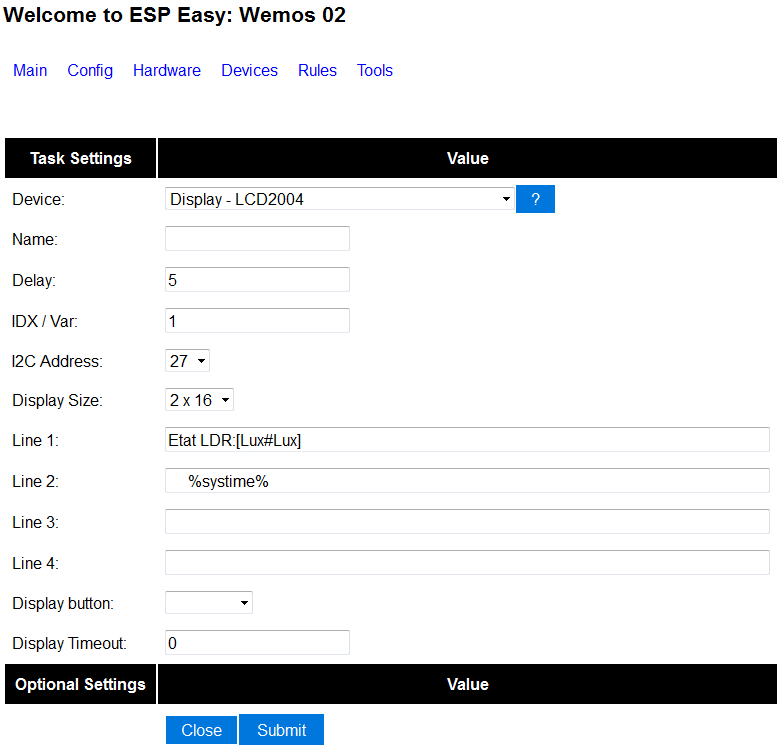 Welcome to ESP Easy: Wemos 02
Main Config Hardware Devices Rules Tools
Task Settings Value
Device: Display - LCD2004 ?
Name:
Delay: 5
IDX / Var: 1
I2C Address: 27
Display Size: 2 x 16
Line 1: Etat LDR:[Lux#Lux]
Line 2: %systime%
Line 3:
Line 4:
Display button:
Display Timeout: 0
Optional Settings Value
Close Submit